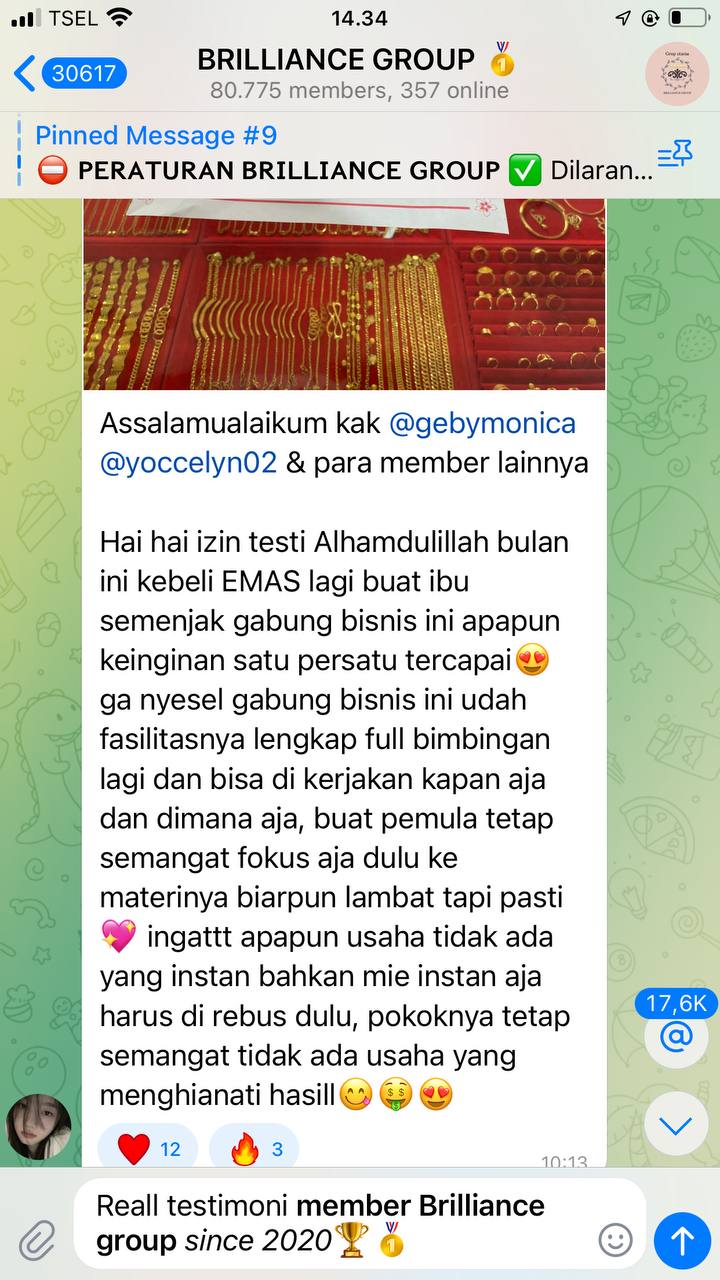 TSEL
14.34
30617
BRILLIANCE GROUP 🥇
80.775 members, 357 online
Pinned Message #9
⛔ PERATURAN BRILLIANCE GROUP ✅ Dilaran...
Assalamualaikum kak @gebymonica
@yoccelyn02 & para member lainnya
Hai hai izin testi Alhamdulillah bulan
ini kebeli EMAS lagi buat ibu
semenjak gabung bisnis ini apapun
keinginan satu persatu tercapai😍
ga nyesel gabung bisnis ini udah
fasilitasnya lengkap full bimbingan
lagi dan bisa di kerjakan kapan aja
dan dimana aja, buat pemula tetap
semangat fokus aja dulu ke
materinya biarpun lambat tapi pasti
💖 ingattt apapun usaha tidak ada
yang instan bahkan mie instan aja
harus di rebus dulu, pokoknya tetap
semangat tidak ada usaha yang
menghianati hasill😋🤑😍
17,6K
@
❤️ 12 🔥 3
10:13
Reall testimoni member Brilliance
group since 2020🏆🥇